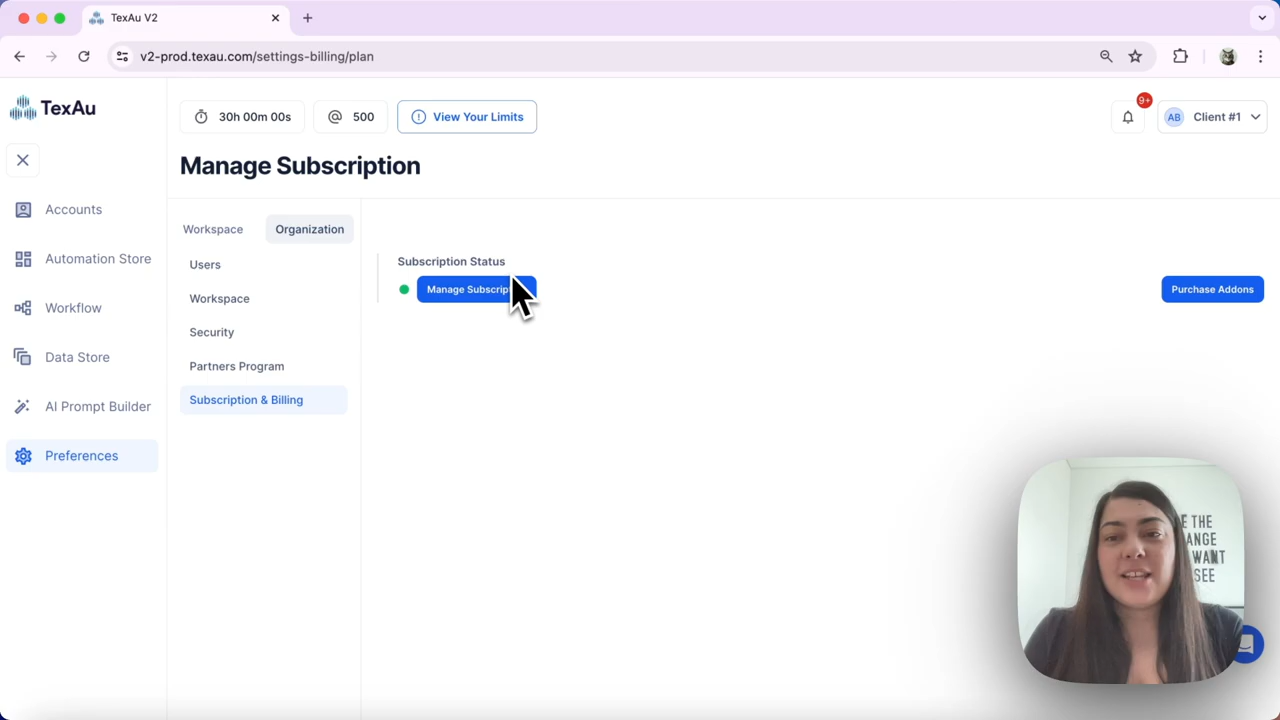 TexAu V2
v2-prod.texau.com/settings-billing/plan
TexAu
30h 00m 00s
500
View Your Limits
9+
AB
Client #1
Manage Subscription
Accounts
Automation Store
Workflow
Data Store
AI Prompt Builder
Preferences
Workspace
Organization
Users
Workspace
Security
Partners Program
Subscription & Billing
Subscription Status
Manage Subscrip
Purchase Addons
E THE
ANGE
WANT
SEE